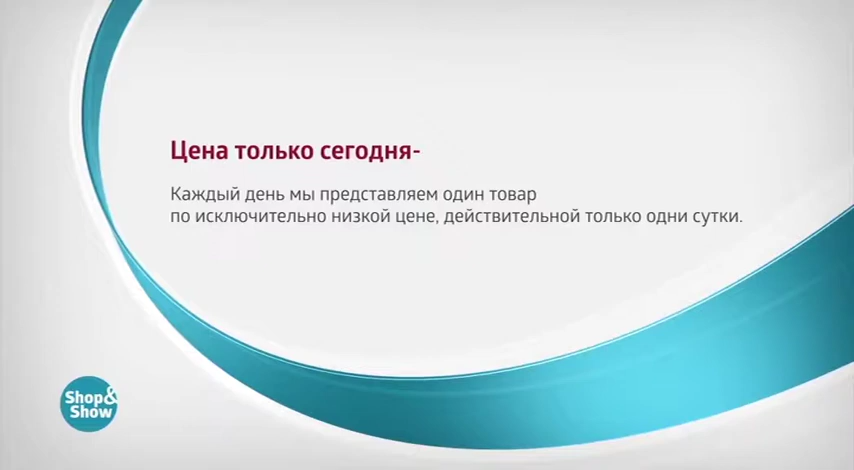 Цена только сегодня-
Каждый день мы представляем один товар
по исключительно низкой цене, действительной только одни сутки.
Shop&
Show